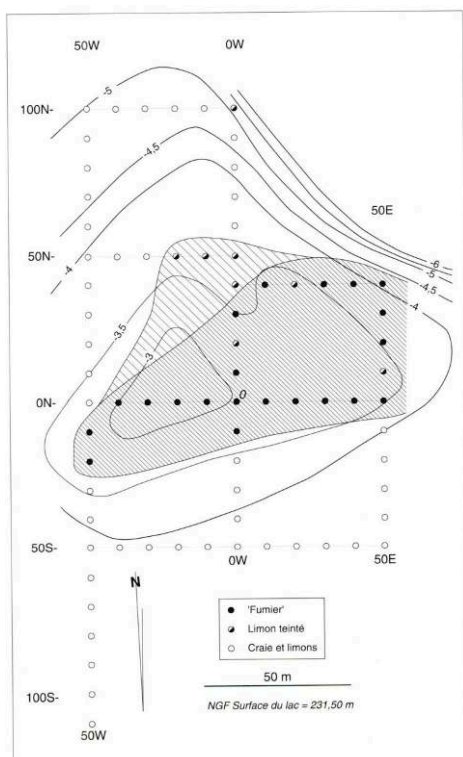 50W 0W
-5
100N-
-4,5
-4
50E
50N-
-6
-5
-4,5
-4
-3,5
-3
0N-
0
50S-
0W 50E
N
'Fumier'
Limon teinté
Craie et limons
50 m
100S-
NGF Surface du lac = 231,50 m
50W